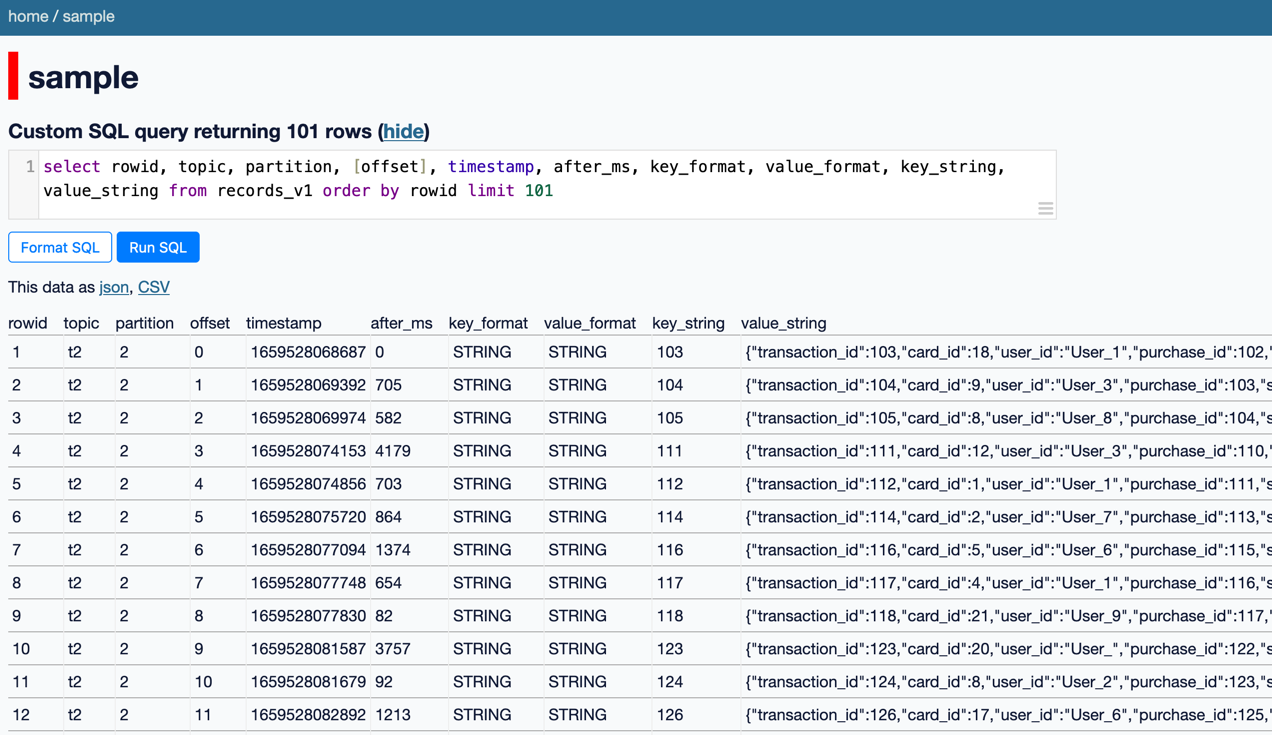 home / sample
sample
Custom SQL query returning 101 rows (hide)
1 select rowid, topic, partition, [offset], timestamp, after_ms, key_format, value_format, key_string,
value_string from records_v1 order by rowid limit 101
Format SQL Run SQL
This data as json, CSV
rowid topic partition offset timestamp after_ms key_format value_format key_string value_string
1 t2 2 0 1659528068687 0 STRING STRING 103 {"transaction_id":103,"card_id":18,"user_id":"User_1","purchase_id":102,"
2 t2 2 1 1659528069392 705 STRING STRING 104 {"transaction_id":104,"card_id":9,"user_id":"User_3","purchase_id":103,"s
3 t2 2 2 1659528069974 582 STRING STRING 105 {"transaction_id":105,"card_id":8,"user_id":"User_8","purchase_id":104,"s
4 t2 2 3 1659528074153 4179 STRING STRING 111 {"transaction_id":111,"card_id":12,"user_id":"User_3","purchase_id":110,"
5 t2 2 4 1659528074856 703 STRING STRING 112 {"transaction_id":112,"card_id":1,"user_id":"User_1","purchase_id":111,"s
6 t2 2 5 1659528075720 864 STRING STRING 114 {"transaction_id":114,"card_id":2,"user_id":"User_7","purchase_id":113,"s
7 t2 2 6 1659528077094 1374 STRING STRING 116 {"transaction_id":116,"card_id":5,"user_id":"User_6","purchase_id":115,"s
8 t2 2 7 1659528077748 654 STRING STRING 117 {"transaction_id":117,"card_id":4,"user_id":"User_1","purchase_id":116,"s
9 t2 2 8 1659528077830 82 STRING STRING 118 {"transaction_id":118,"card_id":21,"user_id":"User_9","purchase_id":117,"
10 t2 2 9 1659528081587 3757 STRING STRING 123 {"transaction_id":123,"card_id":20,"user_id":"User_","purchase_id":122,"s
11 t2 2 10 1659528081679 92 STRING STRING 124 {"transaction_id":124,"card_id":8,"user_id":"User_2","purchase_id":123,"s
12 t2 2 11 1659528082892 1213 STRING STRING 126 {"transaction_id":126,"card_id":17,"user_id":"User_6","purchase_id":125,"